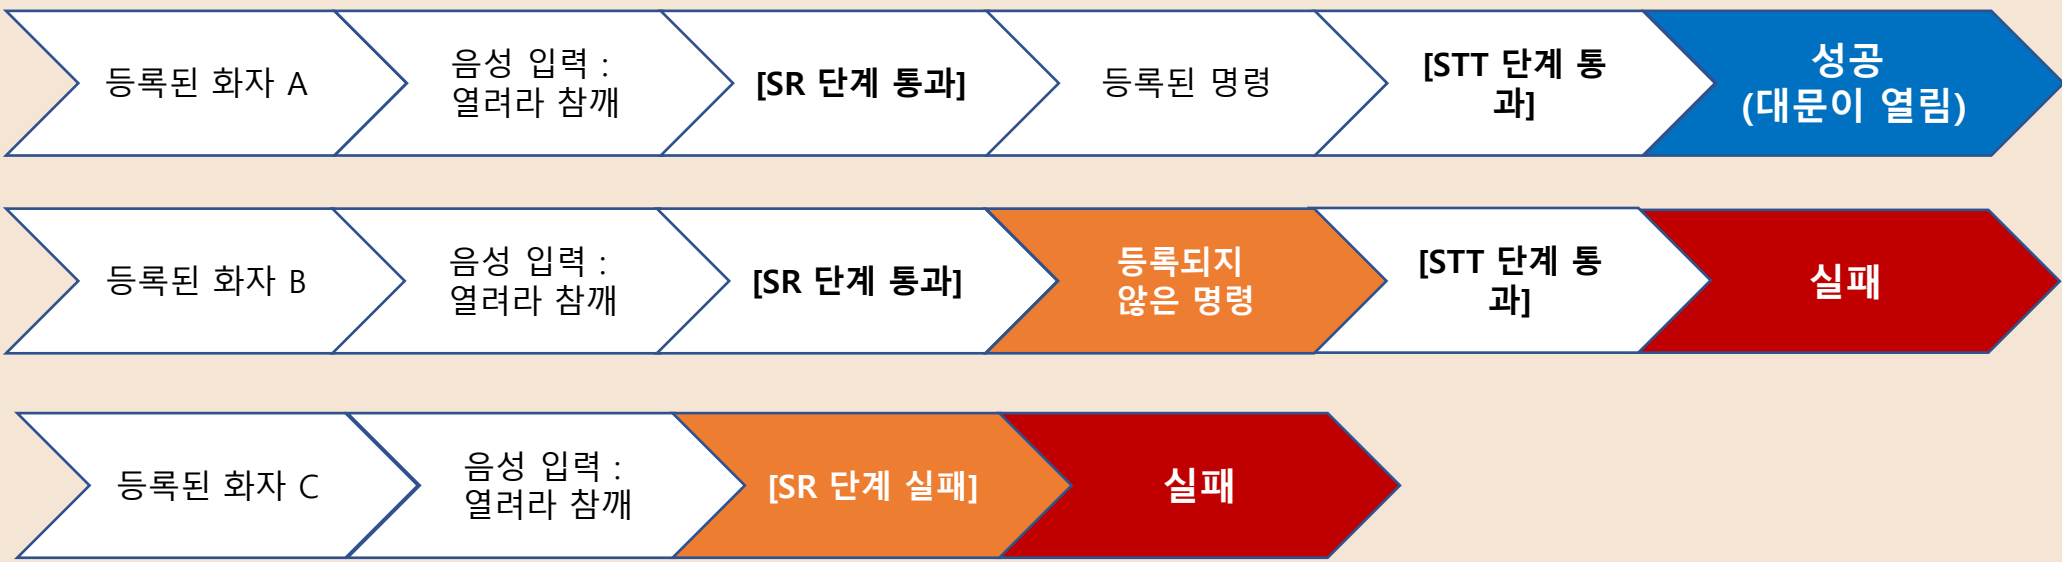 등록된 화자 A
음성 입력 :
열려라 참깨
[SR 단계 통과]
등록된 명령
[STT 단계 통
과]
성공
(대문이 열림)
등록된 화자 B
음성 입력 :
열려라 참깨
[SR 단계 통과]
등록되지
않은 명령
[STT 단계 통
과]
실패
등록된 화자 C
음성 입력 :
열려라 참깨
[SR 단계 실패]
실패